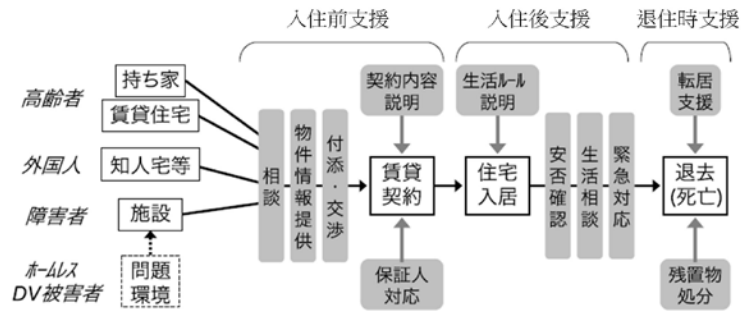 入住前支援
入住後支援
退住時支援
高齢者
持ち家
賃貸住宅
外国人
知人宅等
障害者
施設
ﾎｰﾑﾚｽ
DV被害者
問題
環境
相談
物件情報提供
付添・交渉
契約内容
説明
賃貸
契約
保証人
対応
生活ﾙｰﾙ
説明
住宅
入居
安否確認
生活相談
緊急対応
転居
支援
退去
(死亡)
残置物
処分